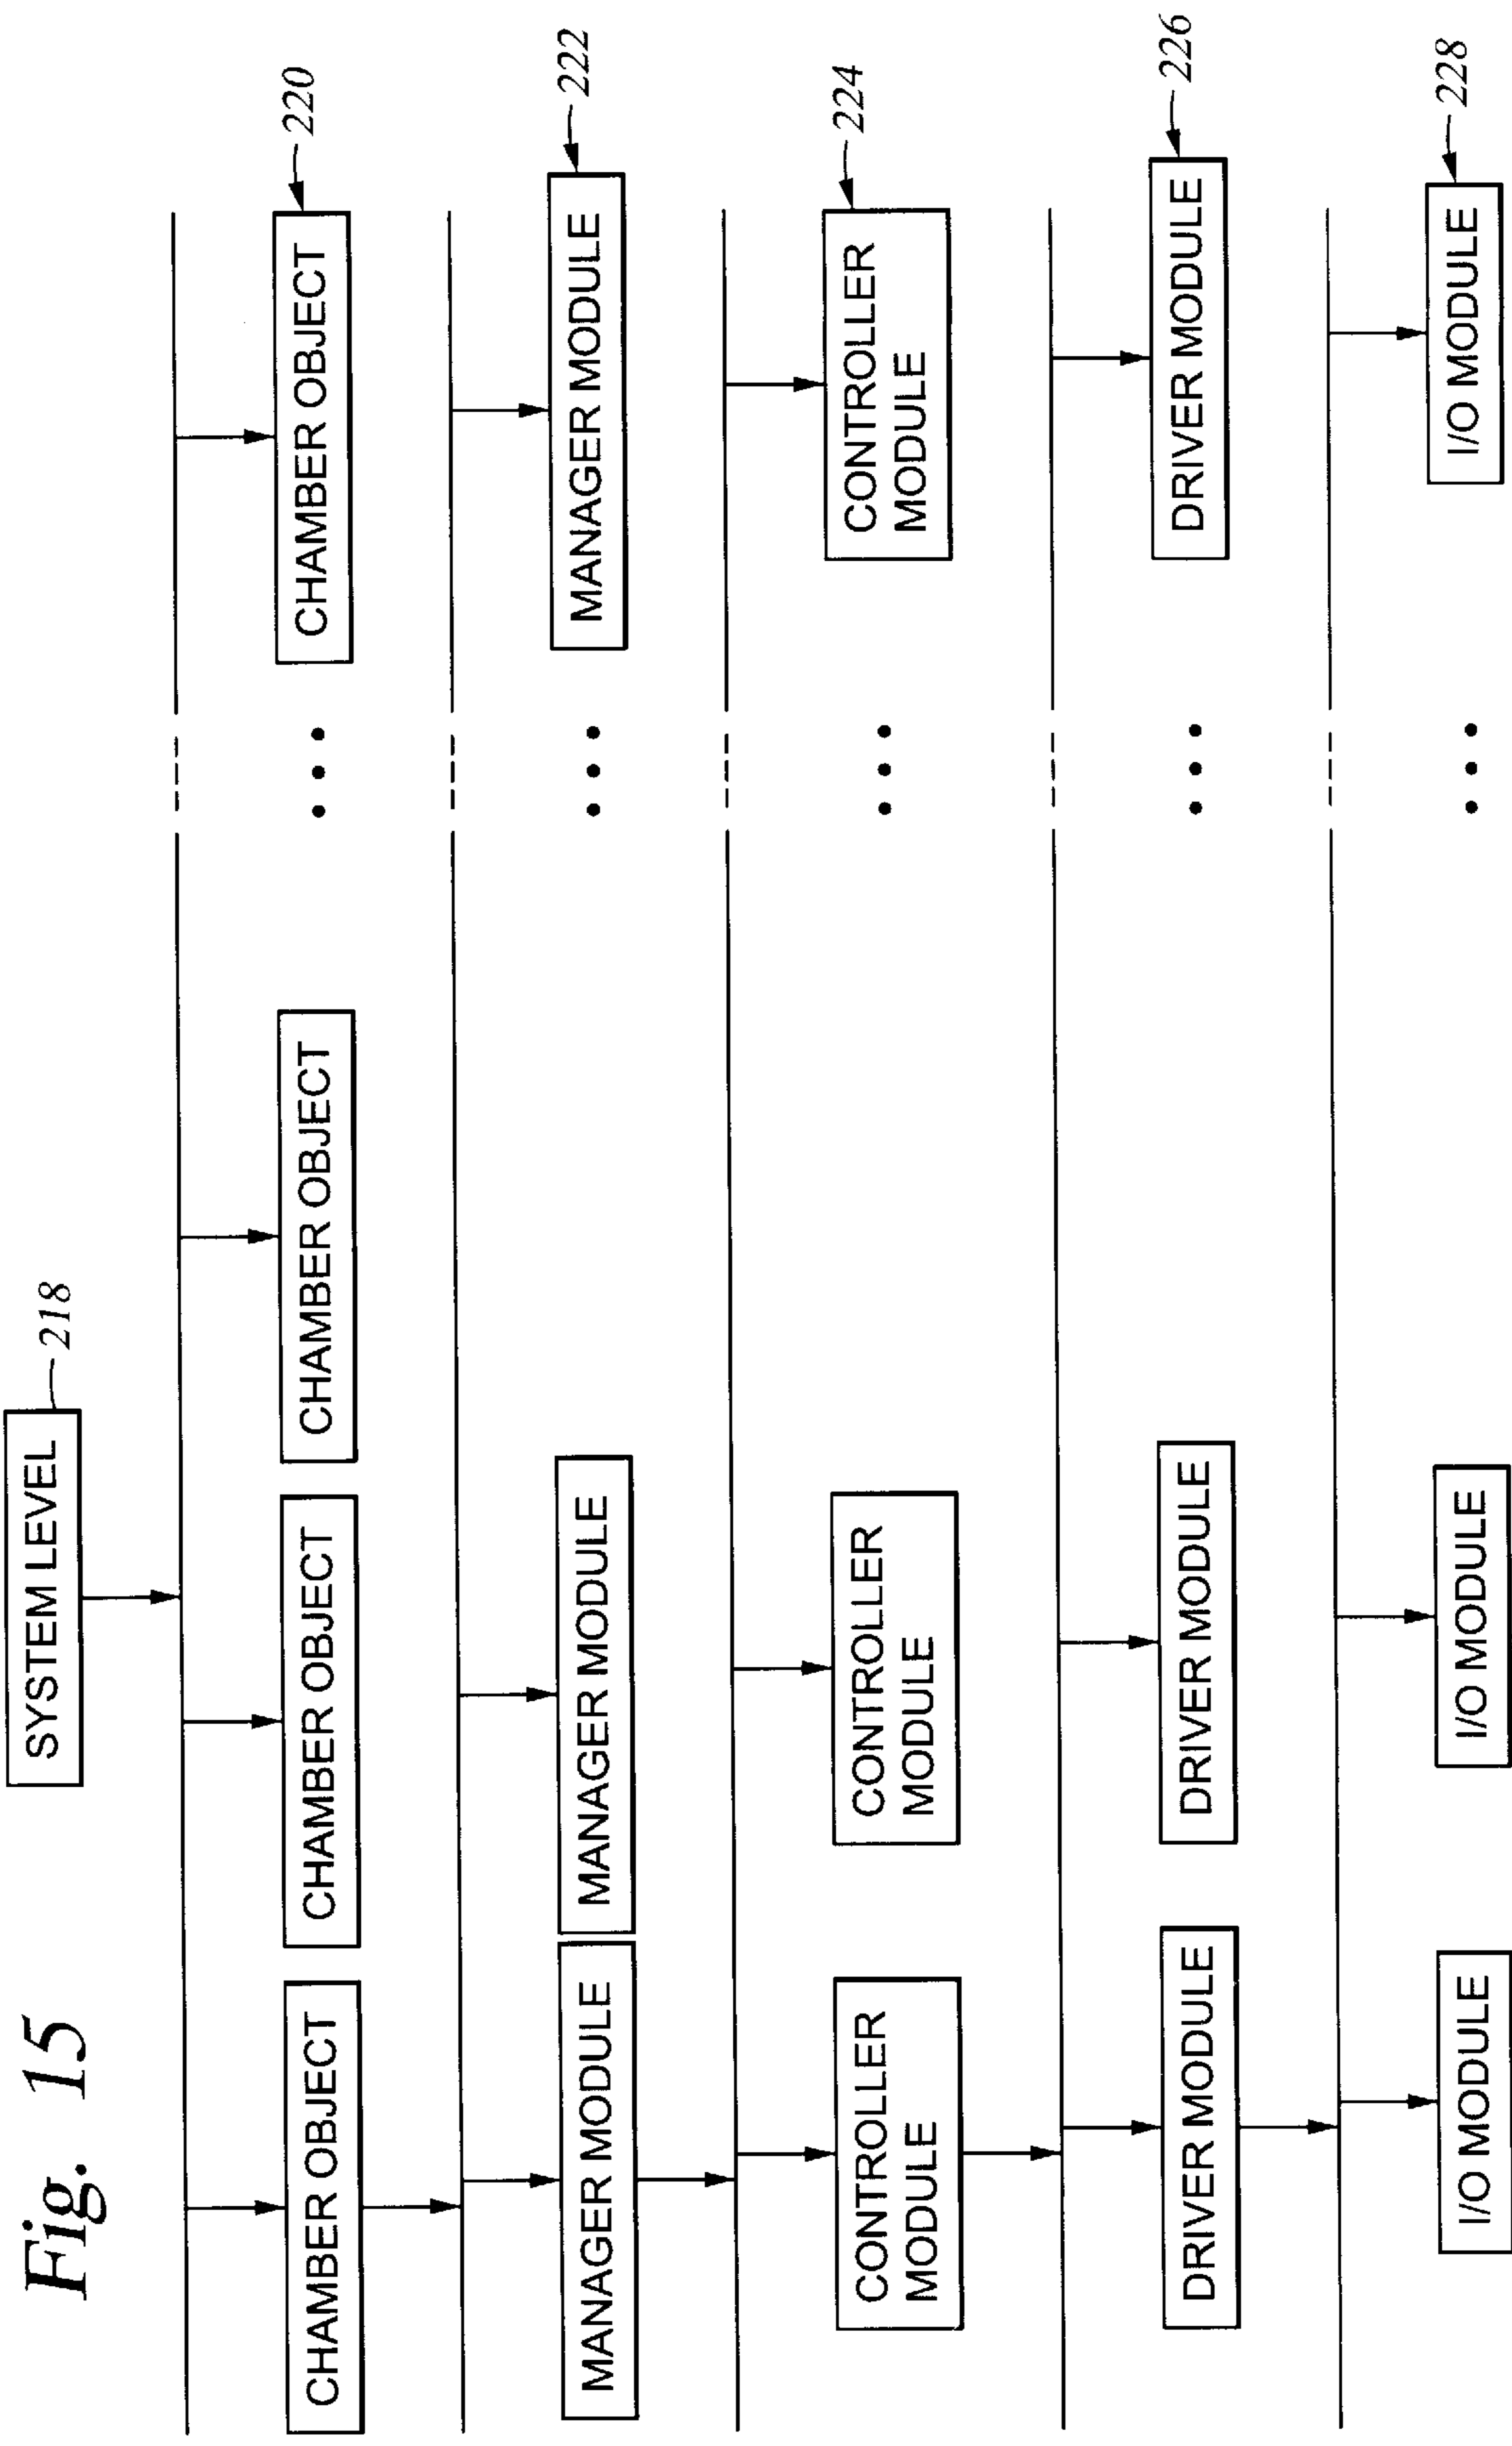 Fig. 15
SYSTEM LEVEL
218
CHAMBER OBJECT
CHAMBER OBJECT
CHAMBER OBJECT
CHAMBER OBJECT
220
MANAGER MODULE
MANAGER MODULE
MANAGER MODULE
222
CONTROLLER
MODULE
CONTROLLER
MODULE
CONTROLLER
MODULE
224
DRIVER MODULE
DRIVER MODULE
DRIVER MODULE
226
I/O MODULE
I/O MODULE
I/O MODULE
228